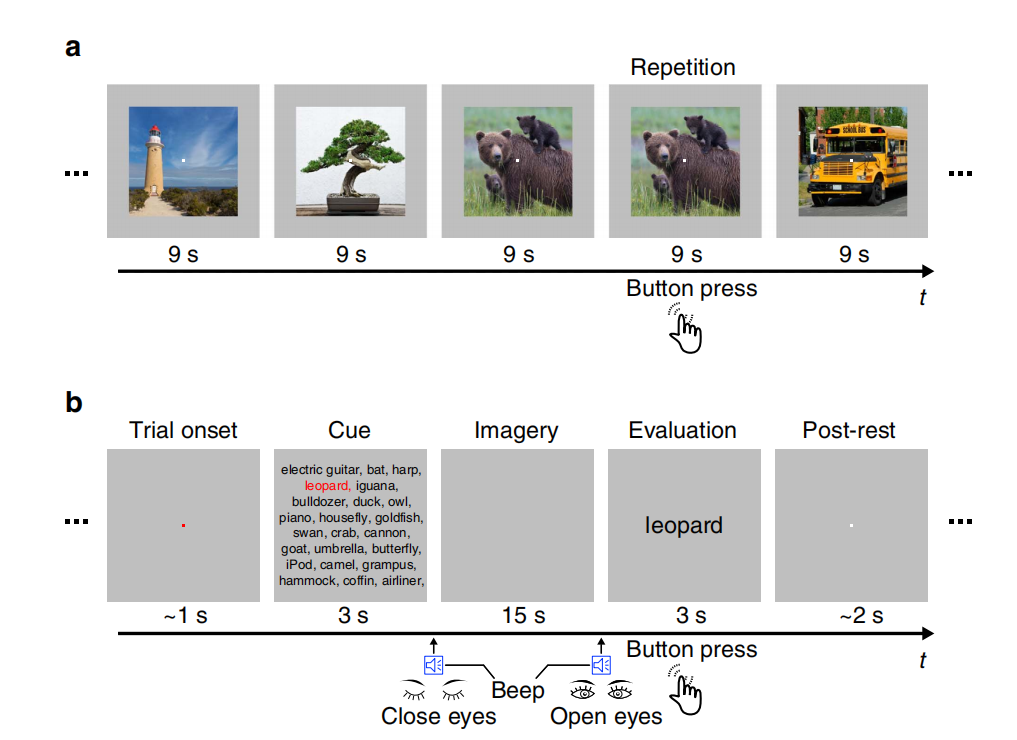 a
Repetition
SCHOOL BUS
9 s 9 s 9 s 9 s 9 s
Button press
t
b
Trial onset Cue Imagery Evaluation Post-rest
electric guitar, bat, harp,
leopard, iguana,
bulldozer, duck, owl,
piano, housefly, goldfish,
swan, crab, cannon,
goat, umbrella, butterfly,
iPod, camel, grampus,
hammock, coffin, airliner,
leopard
~1 s 3 s 15 s 3 s ~2 s
Button press
t
Beep
Close eyes Open eyes